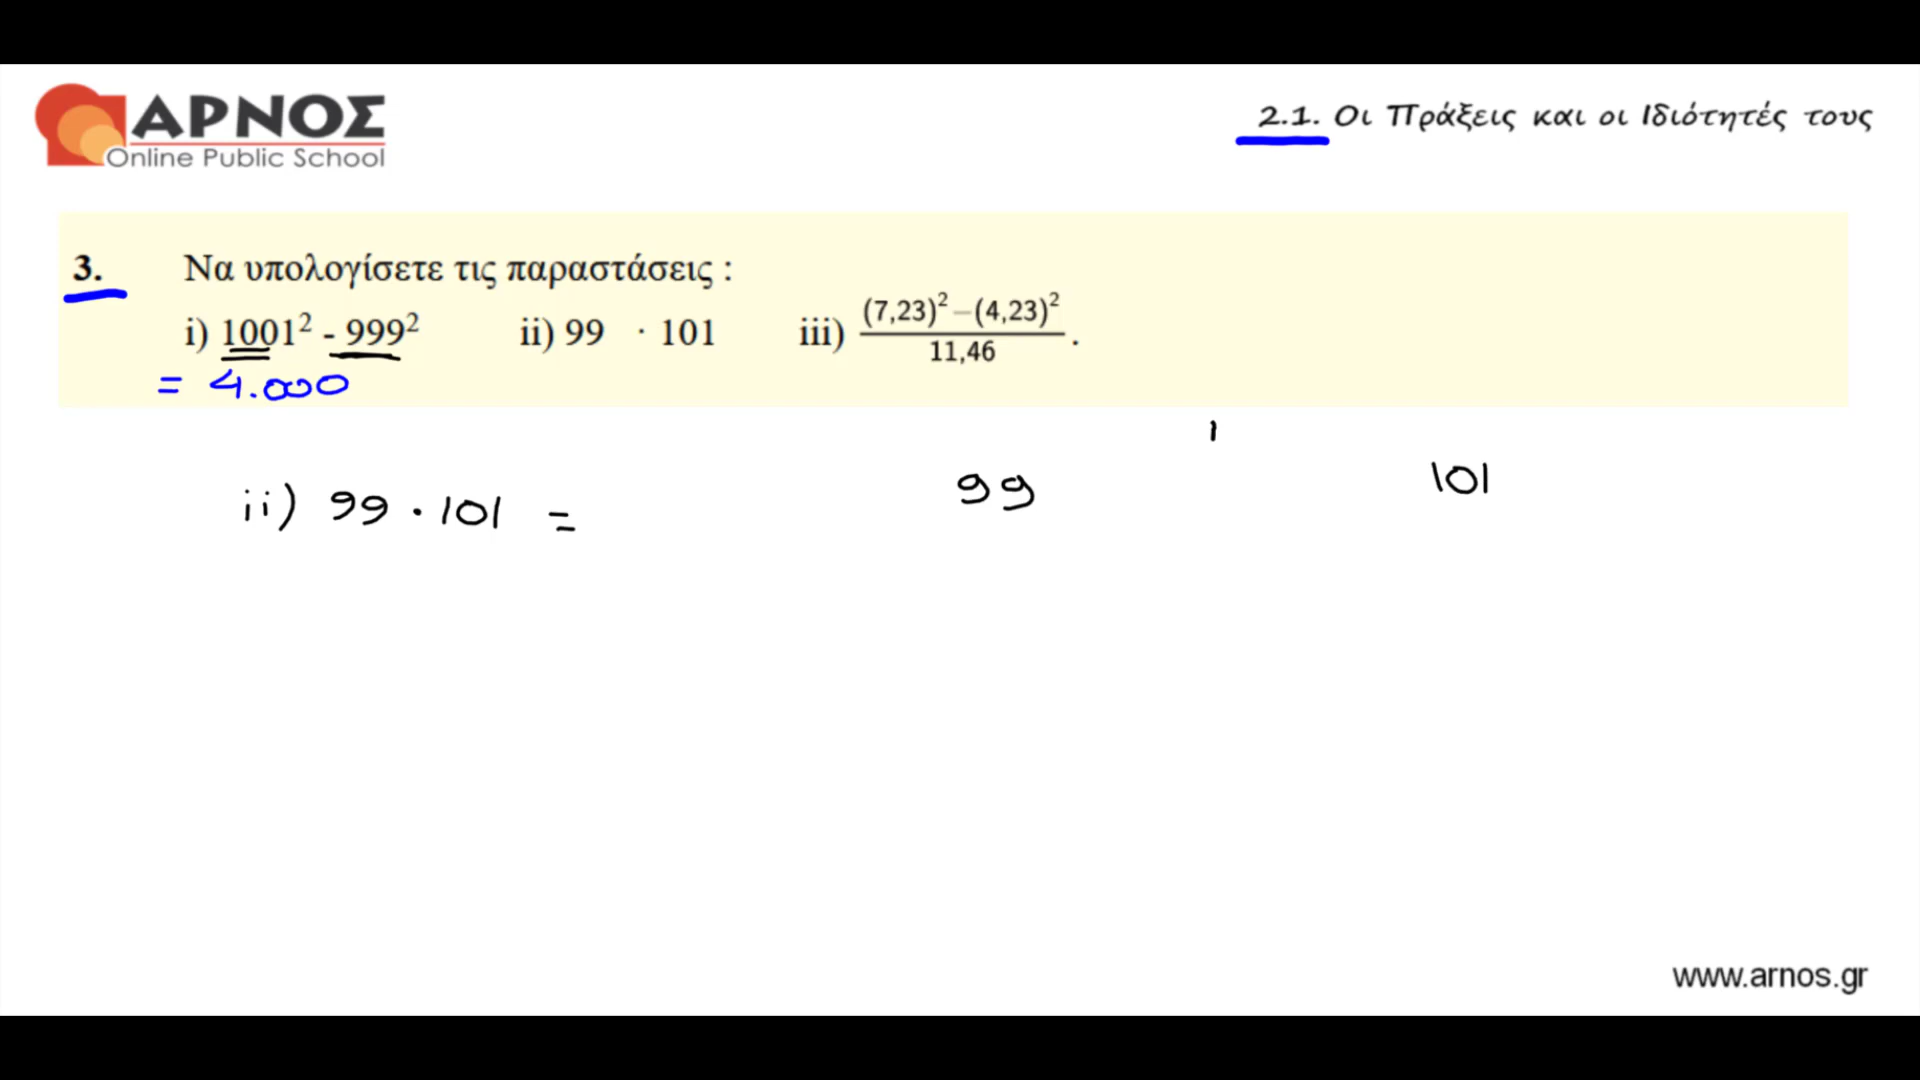 ΑΡΝΟΣ
Online Public School
2.1. Οι Πράξεις και οι Ιδιότητές τους
3. Να υπολογίσετε τις παραστάσεις :
i) 1001² - 999² ii) 99 · 101 iii) (7,23)² – (4,23)² / 11,46 .
= 4.000
ii) 99 · 101 = 99 1 101
www.arnos.gr